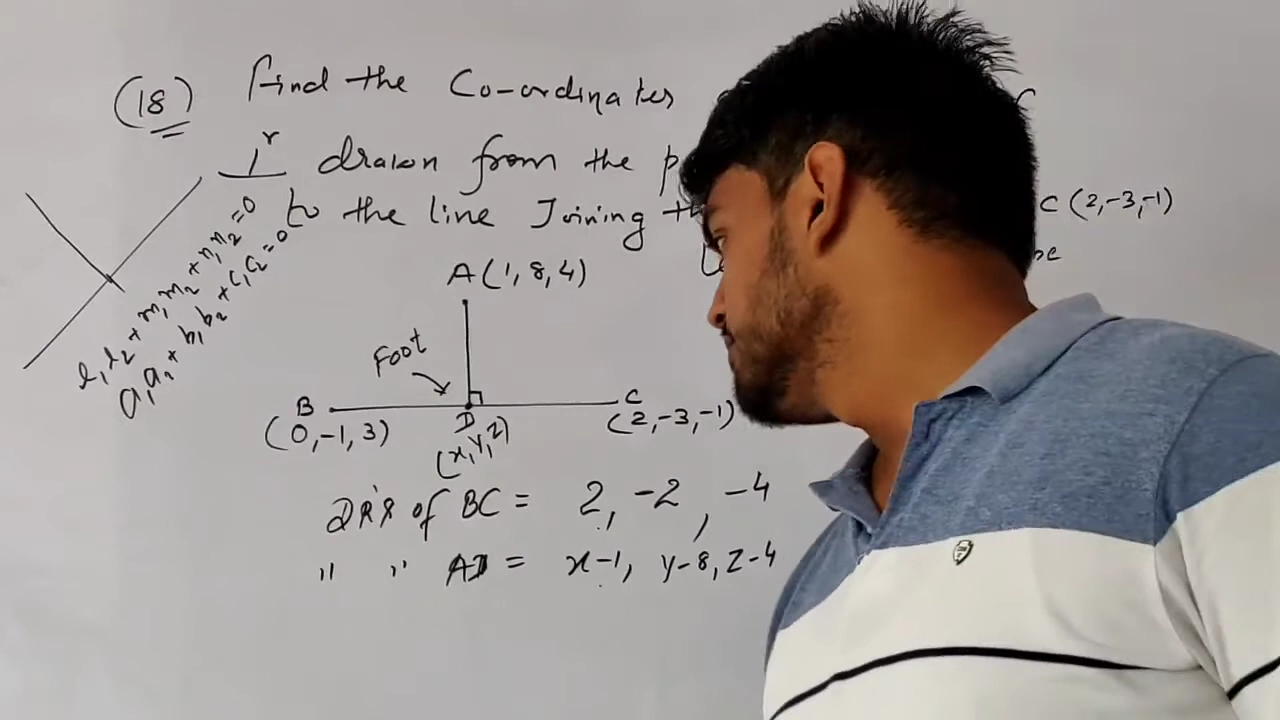 (18) Find the Co-ordinates
⊥r drawn from the
to the line Joining
C (2,-3,-1)
l₁l₂ + m₁m₂ + n₁n₂ = 0
a₁a₂ + b₁b₂ + c₁c₂ = 0
A (1, 8, 4)
Foot
B
D
C
(0, -1, 3)
(x, y, z)
(2, -3, -1)
DR's of BC = 2, -2, -4
" " AD = x-1, y-8, z-4